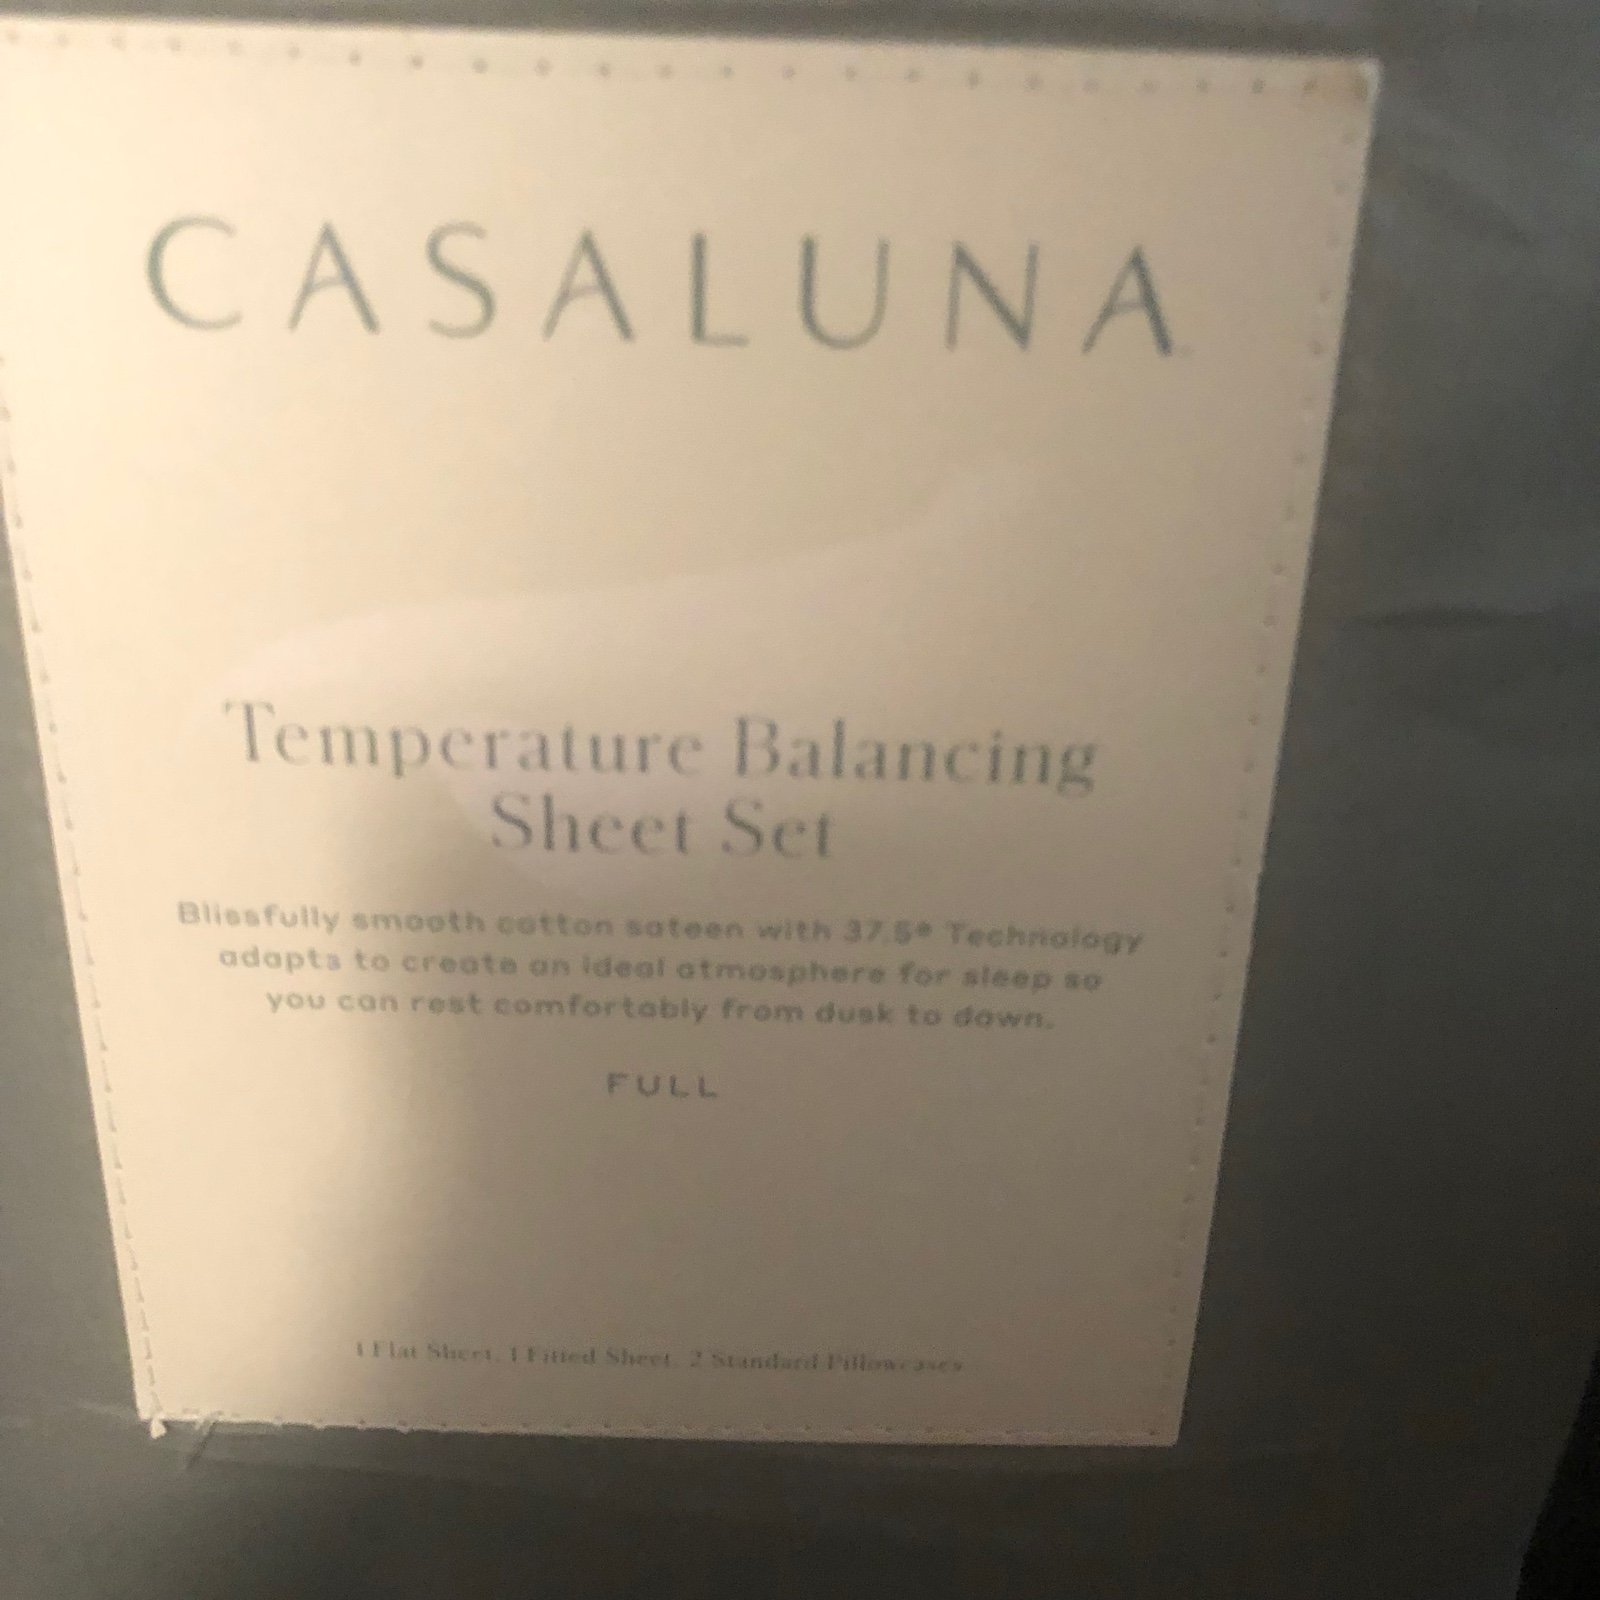 CASALUNA
Temperature Balancing
Sheet Set
Blissfully smooth cotton sateen with 37.5® Technology
adapts to create an ideal atmosphere for sleep so
you can rest comfortably from dusk to dawn.
FULL
1 Flat Sheet, 1 Fitted Sheet, 2 Standard Pillowcases